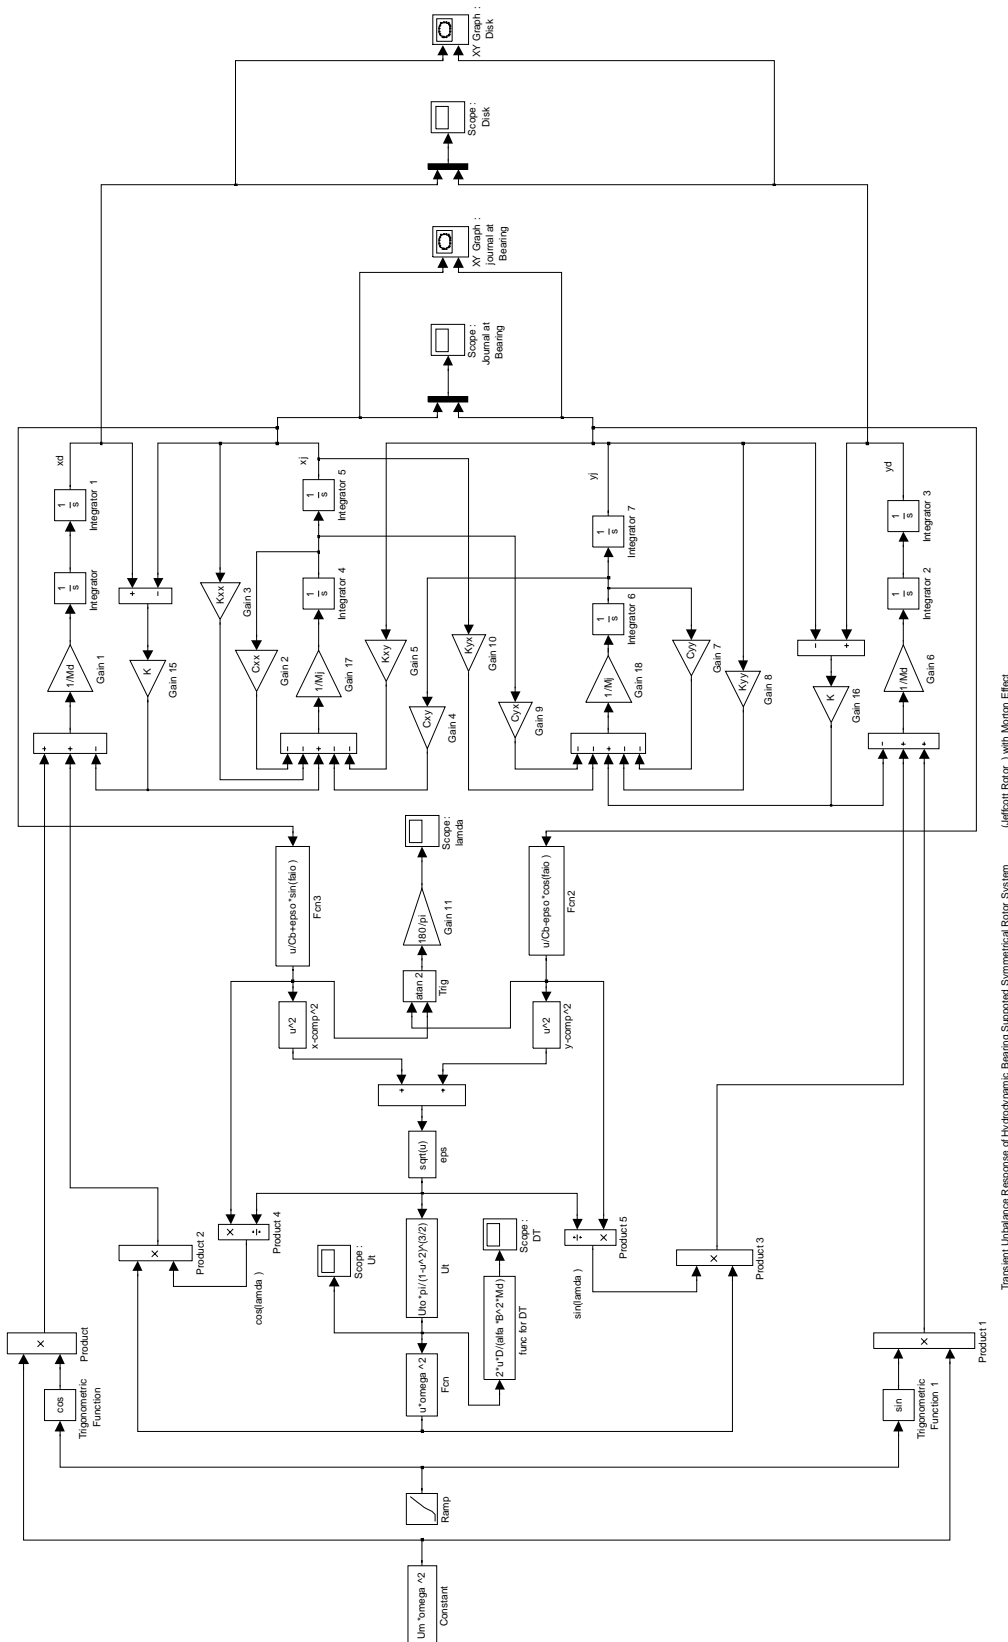 XY Graph :
Disk
Scope :
Disk
XY Graph :
journal at
Bearing
Scope :
Journal at
Bearing
xd
1
s
Integrator 1
1
s
Integrator
1/Md
Gain 1
+
+
-
+
-
K
Gain 15
Kxx
Gain 3
Cxx
Gain 2
xj
1
s
Integrator 5
1
s
Integrator 4
1/Mj
Gain 17
-
-
+
-
-
Kxy
Gain 5
Cxy
Gain 4
Kyx
Gain 10
Cyx
Gain 9
yj
1
s
Integrator 7
1
s
Integrator 6
1/Mj
Gain 18
-
-
+
-
-
Cyy
Gain 7
Kyy
Gain 8
-
+
K
Gain 16
yd
1
s
Integrator 3
1
s
Integrator 2
1/Md
Gain 6
-
+
+
u/Cb+epso *sin(faio )
Fcn3
Scope :
lamda
180/pi
Gain 11
atan 2
Trig
u/Cb-epso *cos(faio )
Fcn2
u^2
x-comp^2
u^2
y-comp^2
+
+
sqrt(u)
eps
×
Product 2
×
÷
Product 4
cos(lamda )
Scope :
Ut
Uto *pi/(1-u^2)^(3/2)
Ut
Scope :
DT
2*u*D/(alfa *B^2*Md)
func for DT
÷
×
Product 5
sin(lamda )
×
Product 3
u*omega ^2
Fcn
×
Product
cos
Trigonometric
Function
×
Product 1
sin
Trigonometric
Function 1
Ramp
Um *omega ^2
Constant
Transient Unbalance Response of Hydrodynamic Bearing Supported Symmetrical Rotor System (Jeffcott Rotor ) with Morton Effect